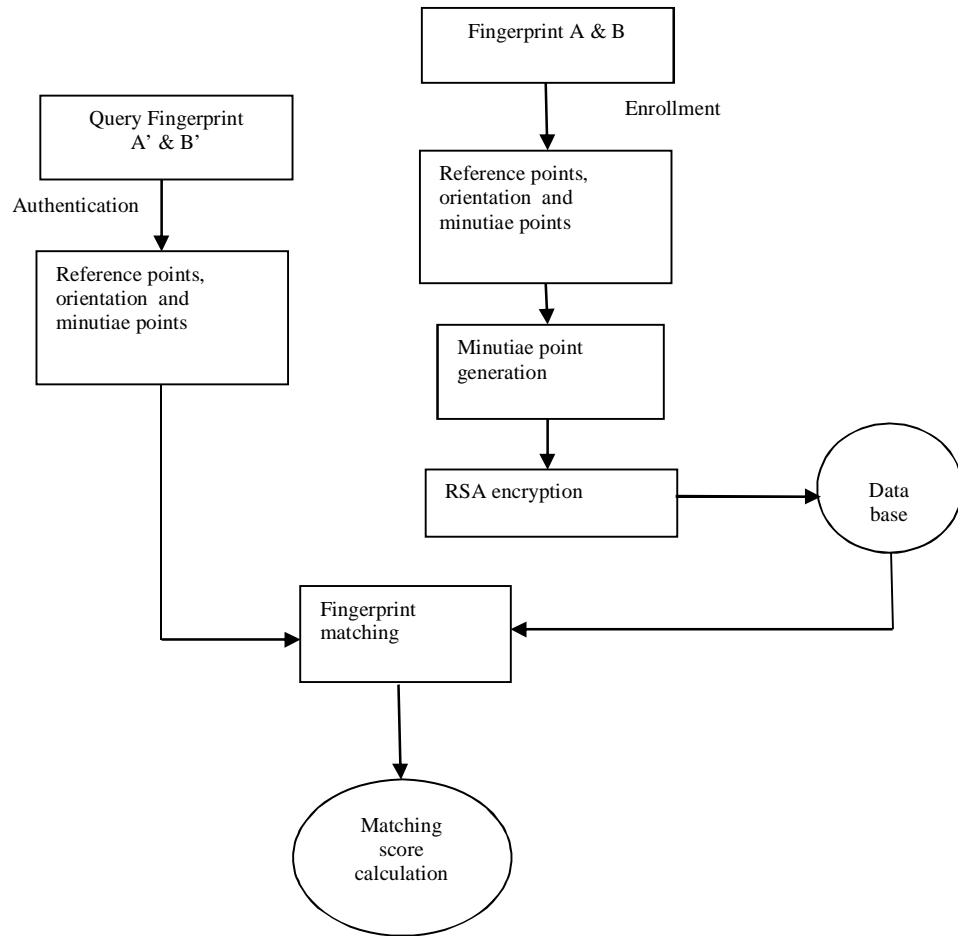 Fingerprint A & B
Enrollment
Query Fingerprint
A’ & B’
Authentication
Reference points,
orientation and
minutiae points
Reference points,
orientation and
minutiae points
Minutiae point
generation
RSA encryption
Data
base
Fingerprint
matching
Matching
score
calculation